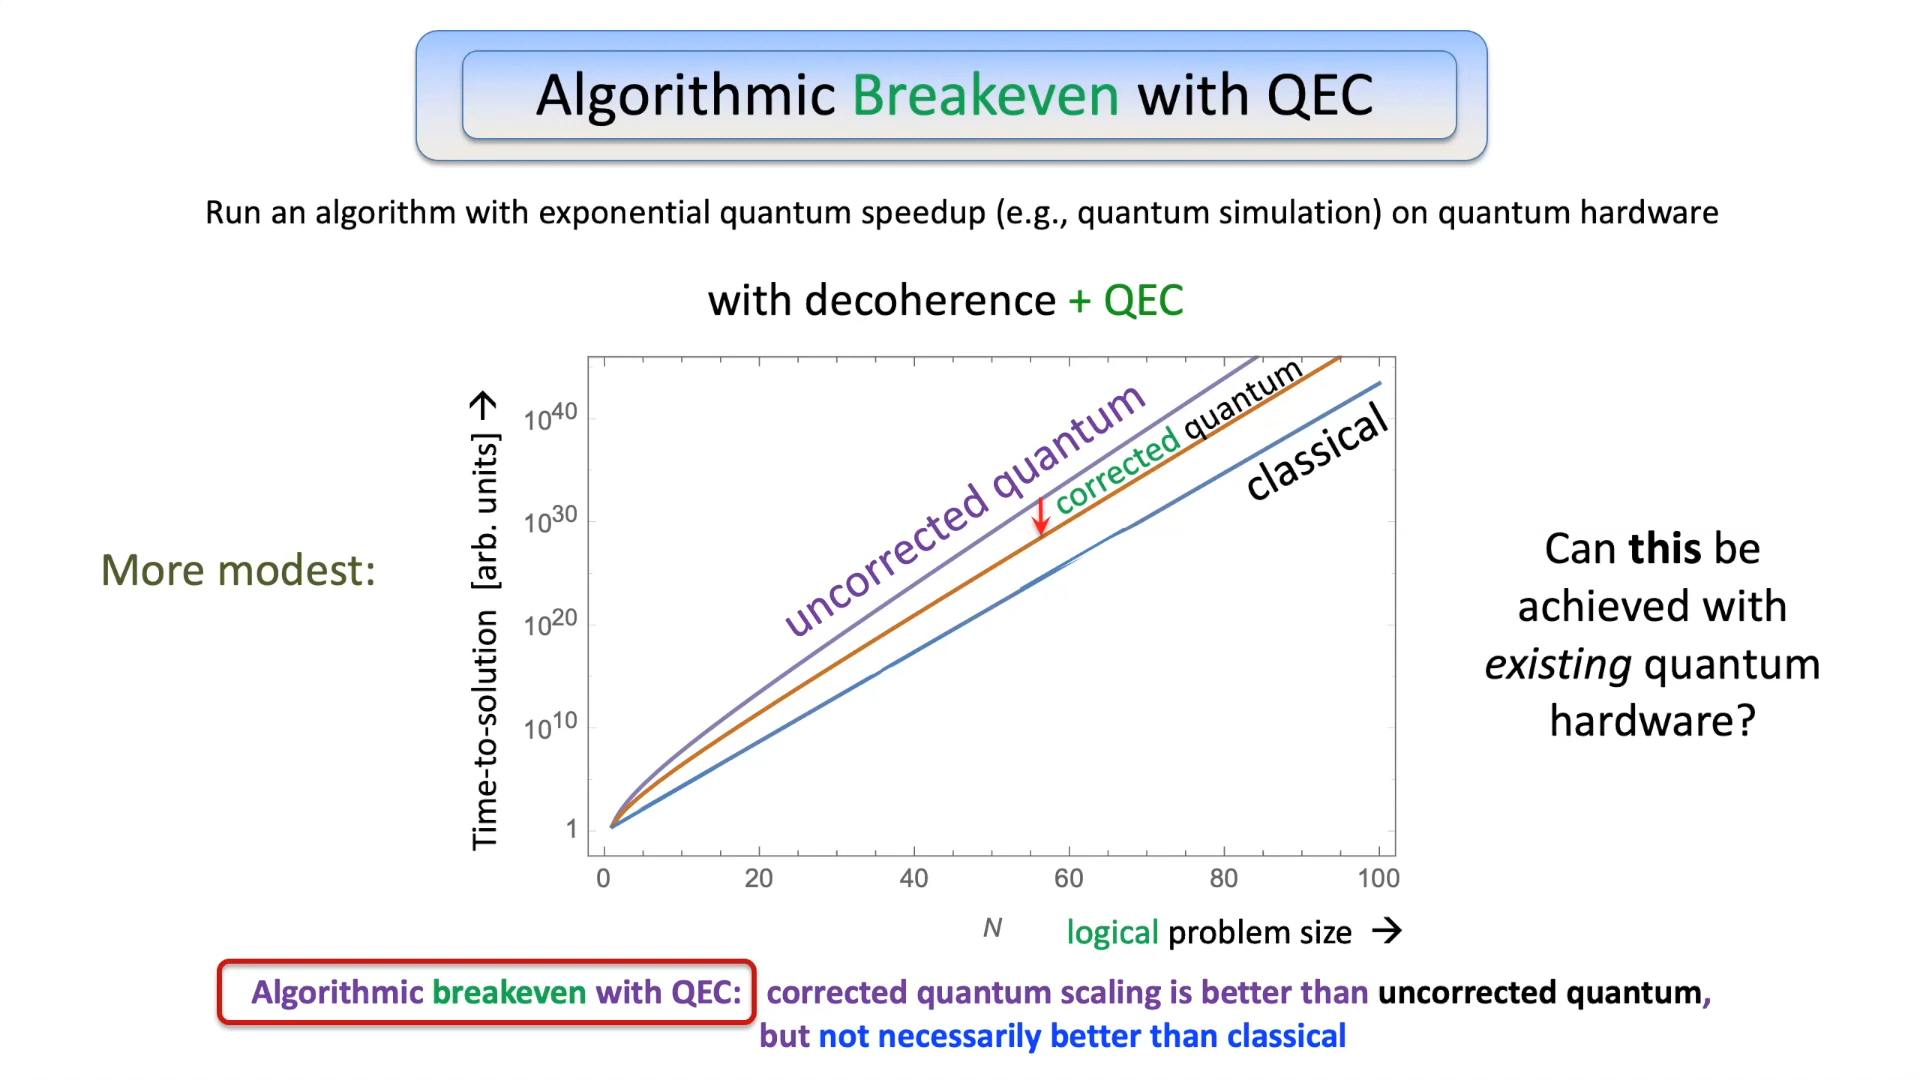 Algorithmic Breakeven with QEC
Run an algorithm with exponential quantum speedup (e.g., quantum simulation) on quantum hardware
with decoherence + QEC
More modest:
Time-to-solution [arb. units] →
10^40
10^30
10^20
10^10
1
uncorrected quantum
corrected quantum
classical
0 20 40 60 80 100
N
logical problem size →
Can this be
achieved with
existing quantum
hardware?
Algorithmic breakeven with QEC: corrected quantum scaling is better than uncorrected quantum,
but not necessarily better than classical